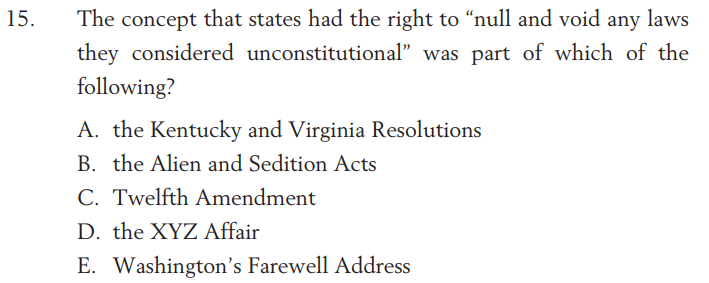 15. The concept that states had the right to “null and void any laws
they considered unconstitutional” was part of which of the
following?
A. the Kentucky and Virginia Resolutions
B. the Alien and Sedition Acts
C. Twelfth Amendment
D. the XYZ Affair
E. Washington’s Farewell Address